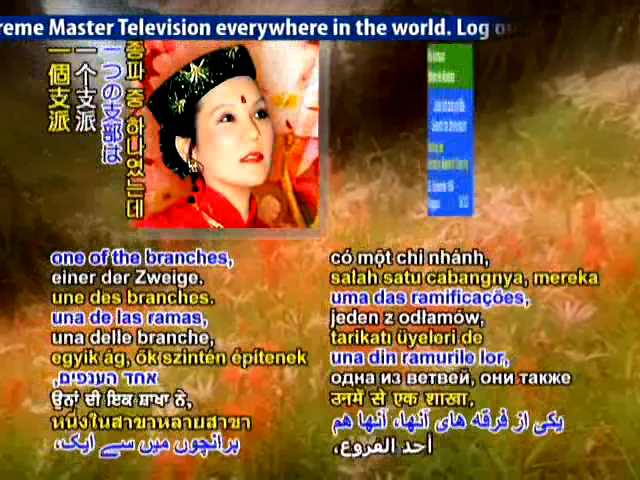 reme Master Television everywhere in the world. Log o
중파 중, 하나였는데
一つの支部は
一个支派
一個支派
one of the branches,
einer der Zweige.
une des branches.
una de las ramas,
una delle branche,
egyik ág, ők szintén építenek
אחד הענפים,
ਉਨਾਂ ਦੀ ਇਕ ਸ਼ਾਖਾ ਨੇ,
หนึ่งในสาขาหลายสาขา
برانچوں میں سے ایک،
có một chi nhánh,
salah satu cabangnya, mereka
uma das ramificações,
jeden z odłamów,
tarikatı üyeleri de
una din ramurile lor,
одна из ветвей, они также
उनमें से एक शाखा,
یکی از فرقه های آنها، آنها هم
أحد الفروع،